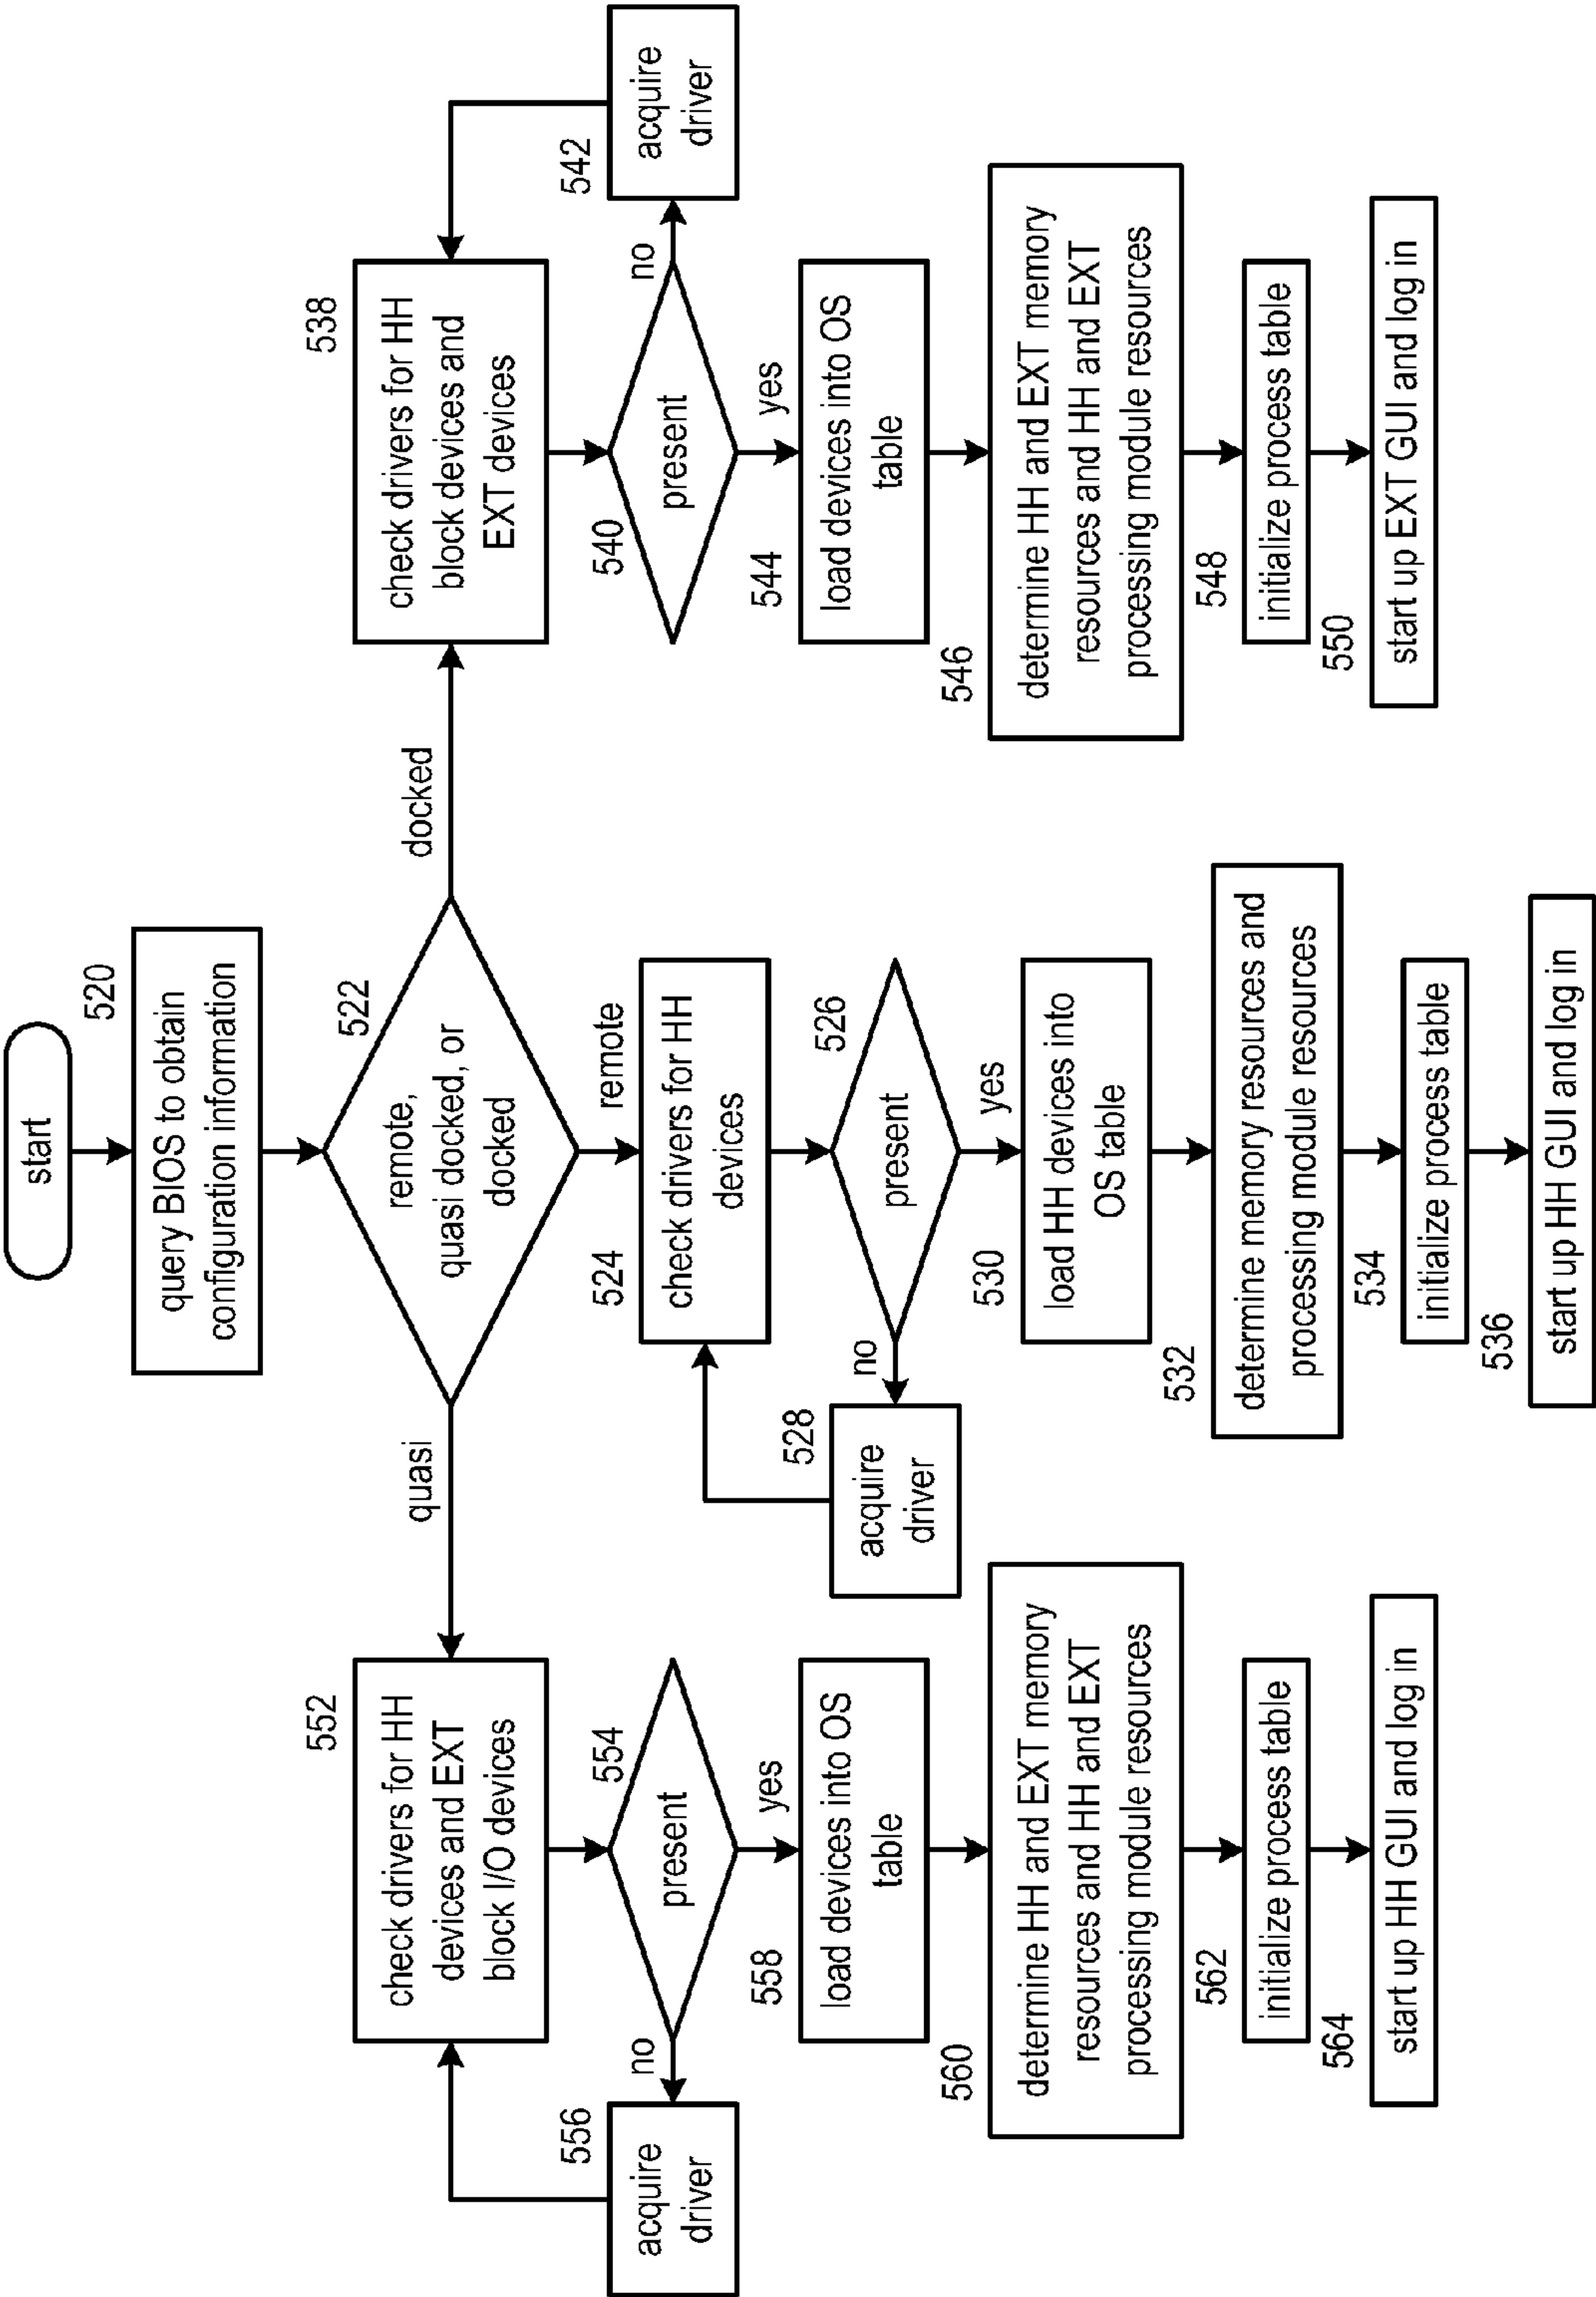 start
520
query BIOS to obtain
configuration information
522
remote,
quasi docked, or
docked
quasi
docked
remote
552
check drivers for HH
devices and EXT
block I/O devices
554
present
no
556
acquire
driver
yes
558
load devices into OS
table
560
determine HH and EXT memory
resources and HH and EXT
processing module resources
562
initialize process table
564
start up HH GUI and log in
524
check drivers for HH
devices
526
present
no
528
acquire
driver
yes
530
load HH devices into
OS table
532
determine memory resources and
processing module resources
534
initialize process table
536
start up HH GUI and log in
538
check drivers for HH
block devices and
EXT devices
540
present
no
542
acquire
driver
yes
544
load devices into OS
table
546
determine HH and EXT memory
resources and HH and EXT
processing module resources
548
initialize process table
550
start up EXT GUI and log in